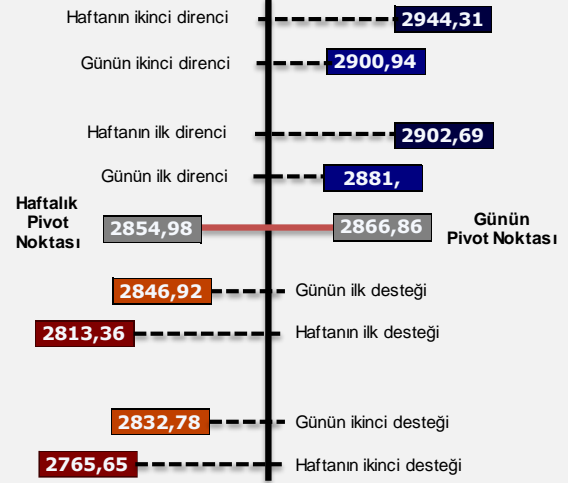 Haftanın ikinci direnci
2944,31
Günün ikinci direnci
2900,94
Haftanın ilk direnci
2902,69
Günün ilk direnci
2881,
Haftalık
Pivot
Noktası
2854,98
2866,86
Günün
Pivot Noktası
2846,92
Günün ilk desteği
2813,36
Haftanın ilk desteği
2832,78
Günün ikinci desteği
2765,65
Haftanın ikinci desteği